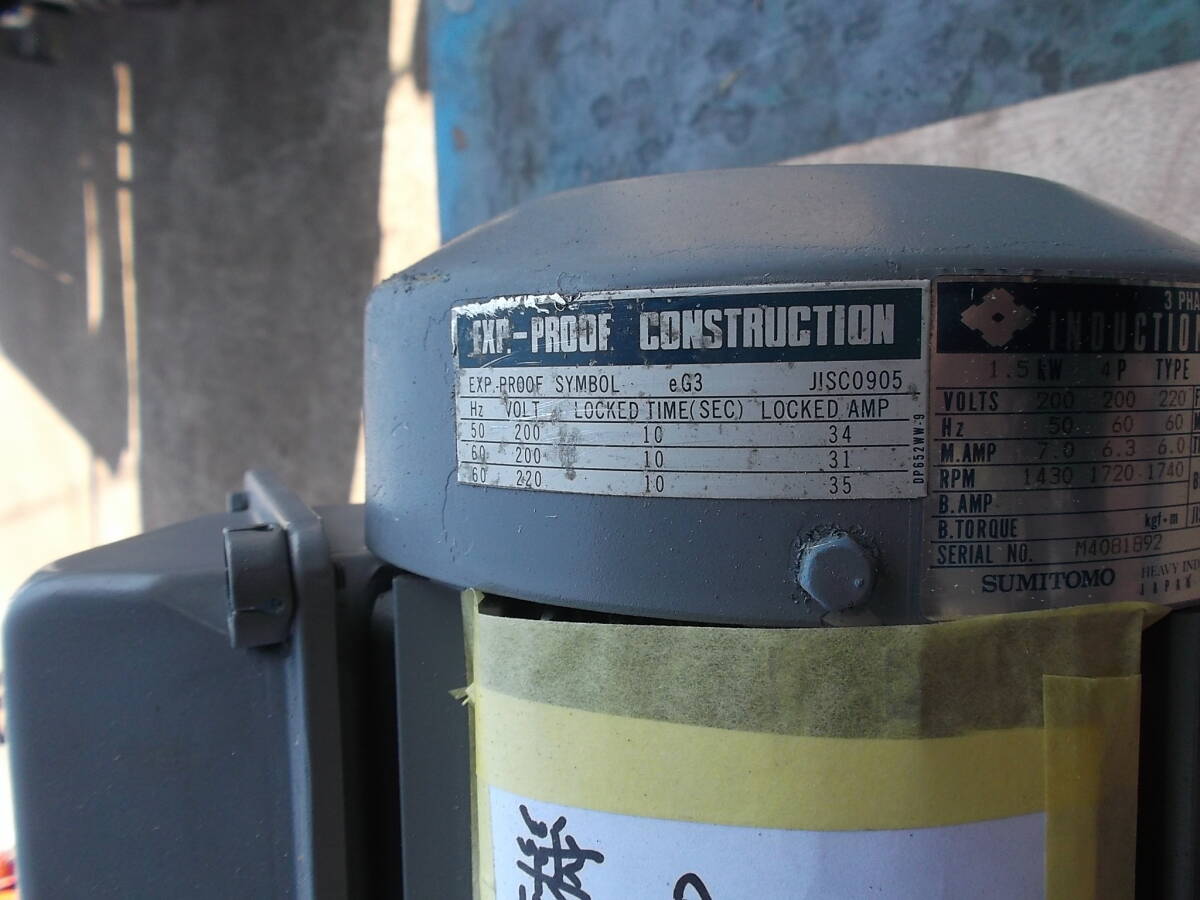 EXP.-PROOF CONSTRUCTION
EXP.-PROOF SYMBOL eG3 JISC0905
Hz VOLT LOCKED TIME(SEC) LOCKED AMP
50 200 10 34
60 200 10 31
60 220 10 35
DP652WW-9
3 PH
INDUCTION
1.5 kW 4P TYPE
VOLTS 200 200 220
Hz 50 60 60
M.AMP 7.0 6.3 6.0
RPM 1430 1720 1740
B.AMP
B.TORQUE kgf·m
SERIAL NO. M4081892
SUMITOMO HEAVY IND
JAPAN